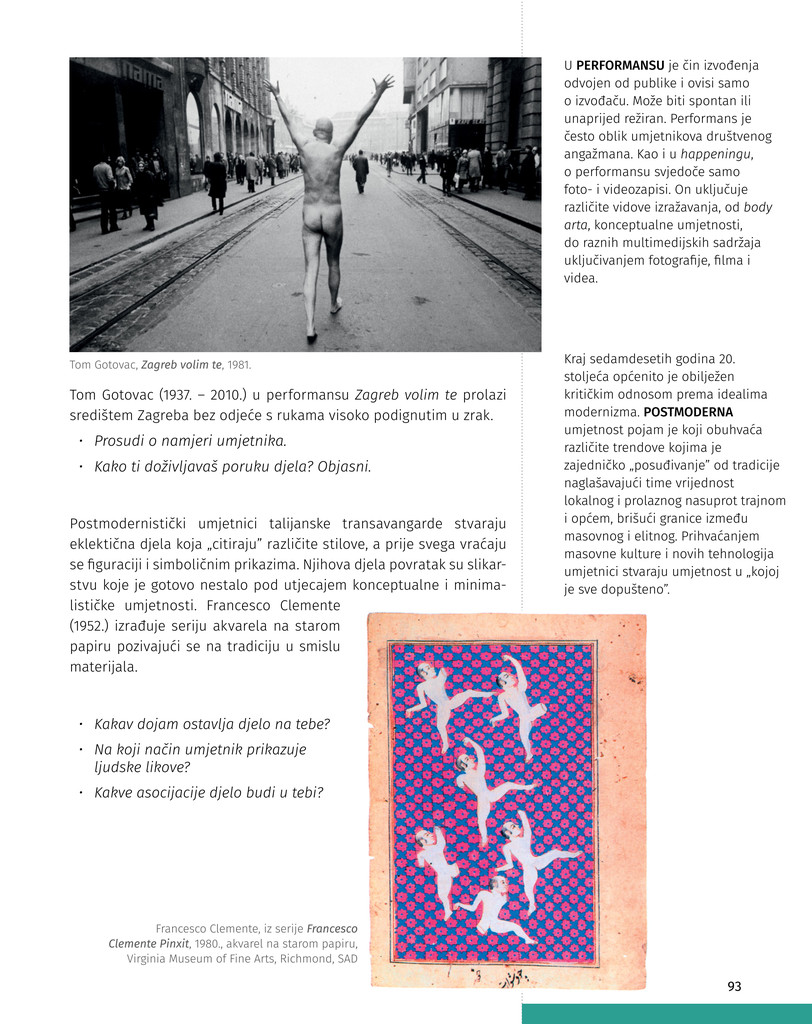 U PERFORMANSU je čin izvođenja
odvojen od publike i ovisi samo
o izvođaču. Može biti spontan ili
unaprijed režiran. Performans je
često oblik umjetnikova društvenog
angažmana. Kao i u happeningu,
o performansu svjedoče samo
foto- i videozapisi. On uključuje
različite vidove izražavanja, od body
arta, konceptualne umjetnosti,
do raznih multimedijskih sadržaja
uključivanjem fotografije, filma i
videa.
nama
Tom Gotovac, Zagreb volim te, 1981.
Tom Gotovac (1937. – 2010.) u performansu Zagreb volim te prolazi
središtem Zagreba bez odjeće s rukama visoko podignutim u zrak.
· Prosudi o namjeri umjetnika.
· Kako ti doživljavaš poruku djela? Objasni.
Kraj sedamdesetih godina 20.
stoljeća općenito je obilježen
kritičkim odnosom prema idealima
modernizma. POSTMODERNA
umjetnost pojam je koji obuhvaća
različite trendove kojima je
zajedničko „posuđivanje” od tradicije
naglašavajući time vrijednost
lokalnog i prolaznog nasuprot trajnom
i općem, brišući granice između
masovnog i elitnog. Prihvaćanjem
masovne kulture i novih tehnologija
umjetnici stvaraju umjetnost u „kojoj
je sve dopušteno”.
Postmodernistički umjetnici talijanske transavangarde stvaraju
eklektična djela koja „citiraju” različite stilove, a prije svega vraćaju
se figuraciji i simboličnim prikazima. Njihova djela povratak su slikar-
stvu koje je gotovo nestalo pod utjecajem konceptualne i minima-
lističke umjetnosti. Francesco Clemente
(1952.) izrađuje seriju akvarela na starom
papiru pozivajući se na tradiciju u smislu
materijala.
· Kakav dojam ostavlja djelo na tebe?
· Na koji način umjetnik prikazuje
ljudske likove?
· Kakve asocijacije djelo budi u tebi?
Francesco Clemente, iz serije Francesco
Clemente Pinxit, 1980., akvarel na starom papiru,
Virginia Museum of Fine Arts, Richmond, SAD
93